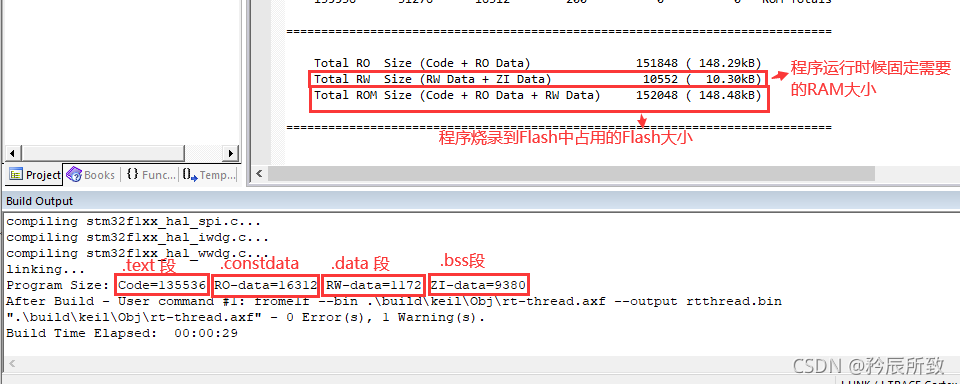 Total RO  Size (Code + RO Data)                151848 ( 148.29kB)
Total RW  Size (RW Data + ZI Data)              10552 (  10.30kB)
Total ROM Size (Code + RO Data + RW Data)      152048 ( 148.48kB)
程序运行时候固定需要
的RAM大小
程序烧录到Flash中占用的Flash大小
Project Books {} Func... Temp...
Build Output
compiling stm32f1xx_hal_spi.c...
compiling stm32f1xx_hal_iwdg.c...
compiling stm32f1xx_hal_wwdg.c...
linking...
.text 段 .constdata .data 段 .bss段
Program Size: Code=135536 RO-data=16312 RW-data=1172 ZI-data=9380
After Build - User command #1: fromelf --bin .\build\keil\Obj\rt-thread.axf --output rtthread.bin
".\build\keil\Obj\rt-thread.axf" - 0 Error(s), 1 Warning(s).
Build Time Elapsed:  00:00:29
CSDN @矜辰所致